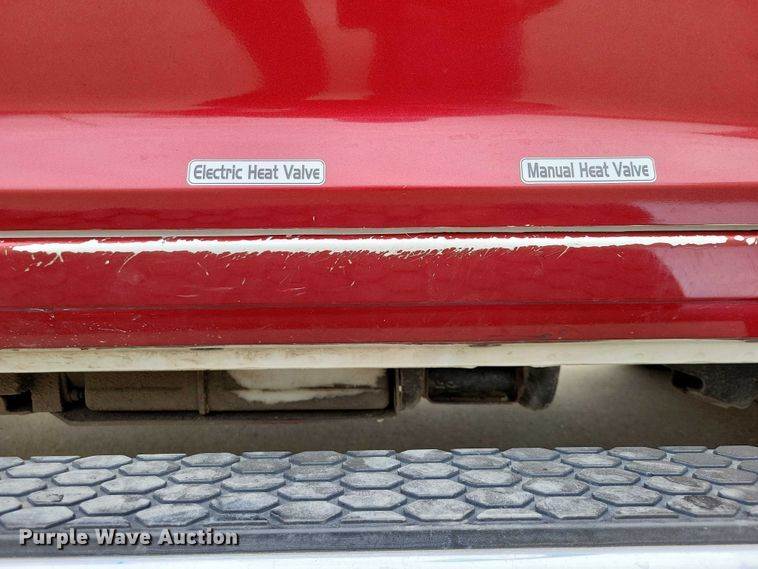 Electric Heat Valve
Manual Heat Valve
Purple Wave Auction